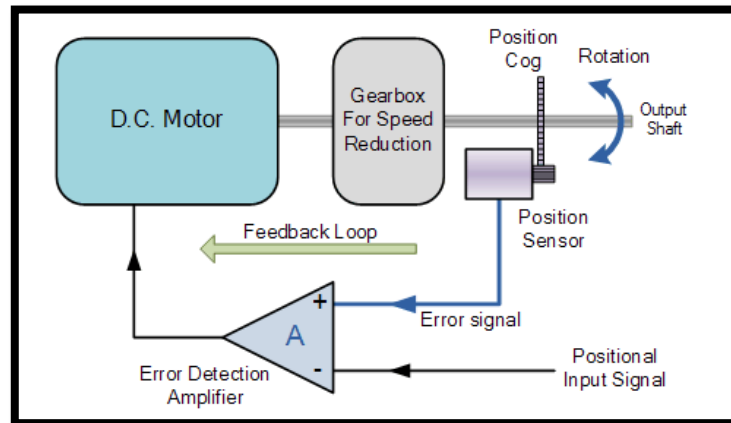 Position
Cog
Rotation
D.C. Motor
Gearbox
For Speed
Reduction
Output
Shaft
Position
Sensor
Feedback Loop
+
A
-
Error signal
Error Detection
Amplifier
Positional
Input Signal